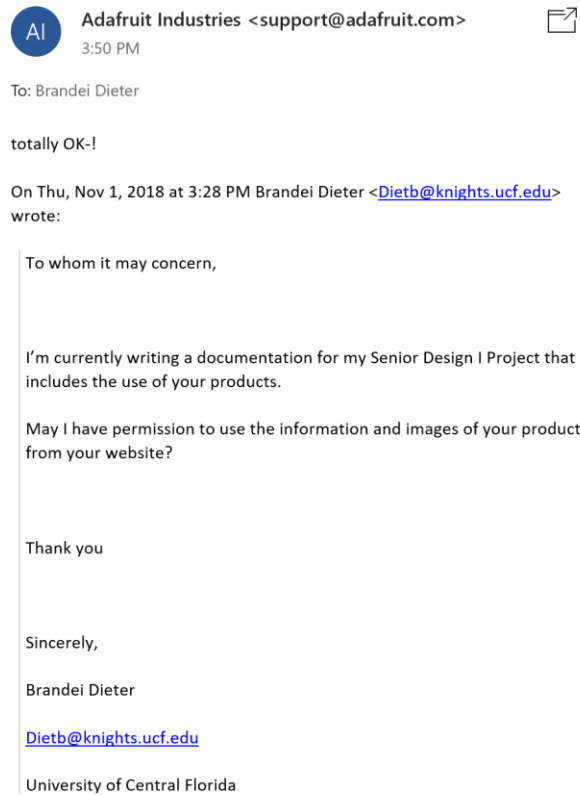 AI
Adafruit Industries <support@adafruit.com>
3:50 PM
To: Brandei Dieter
totally OK-!
On Thu, Nov 1, 2018 at 3:28 PM Brandei Dieter <Dietb@knights.ucf.edu>
wrote:
To whom it may concern,
I'm currently writing a documentation for my Senior Design I Project that
includes the use of your products.
May I have permission to use the information and images of your product
from your website?
Thank you
Sincerely,
Brandei Dieter
Dietb@knights.ucf.edu
University of Central Florida